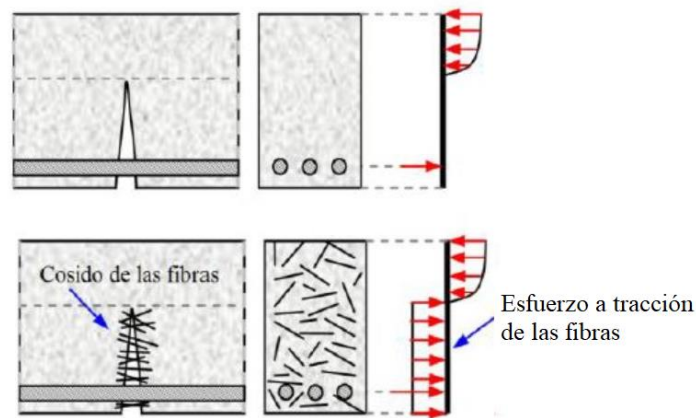 Cosido de las fibras
Esfuerzo a tracción
de las fibras